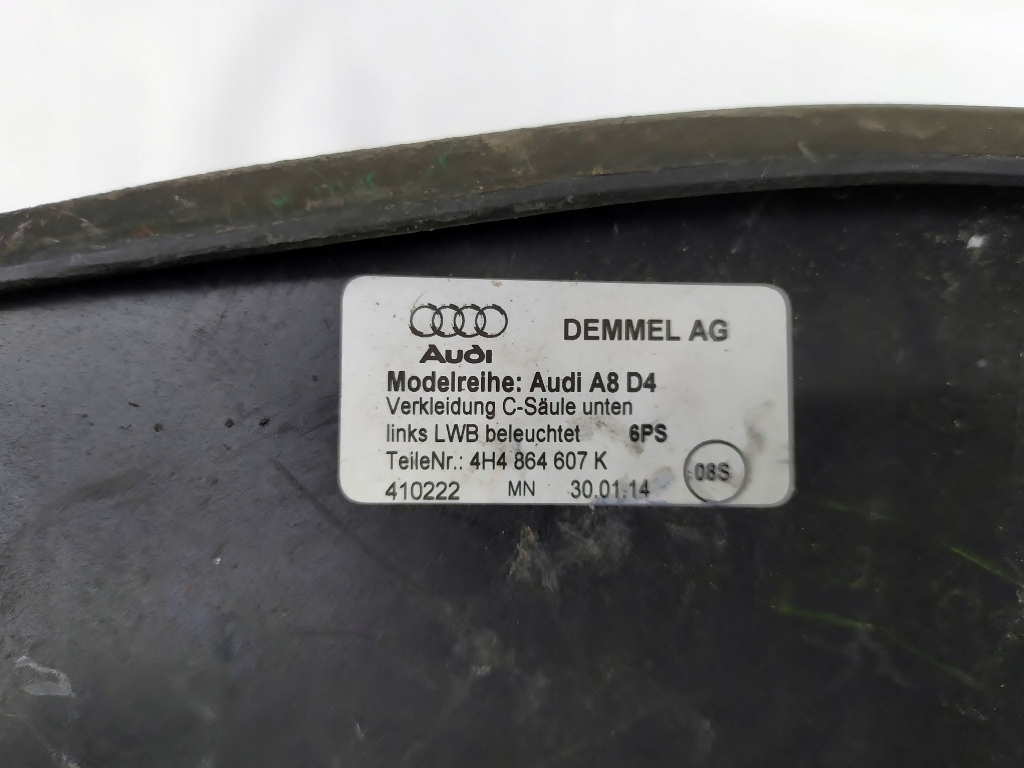 Audi
DEMMEL AG
Modelreihe: Audi A8 D4
Verkleidung C-Säule unten
links LWB beleuchtet 6PS
TeileNr.: 4H4 864 607 K
08S
410222 MN 30.01.14